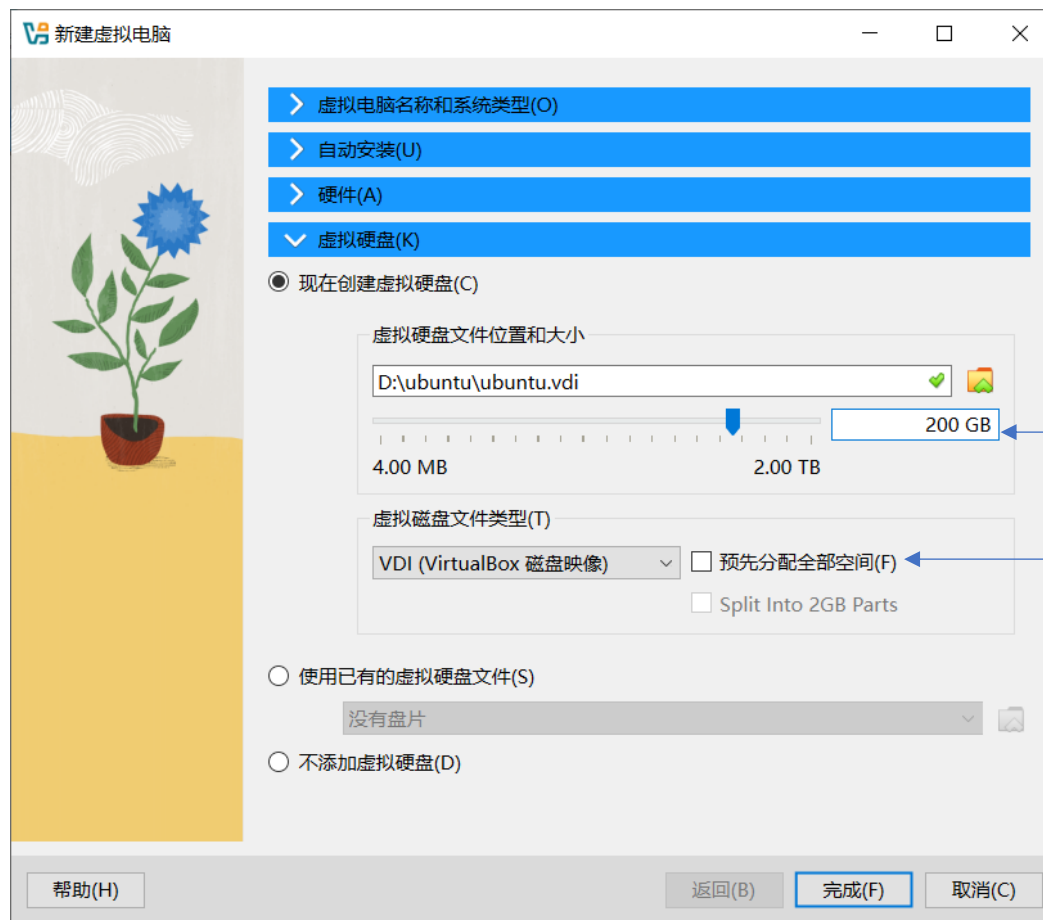 新建虚拟电脑
虚拟电脑名称和系统类型(O)
自动安装(U)
硬件(A)
虚拟硬盘(K)
现在创建虚拟硬盘(C)
虚拟硬盘文件位置和大小
D:\ubuntu\ubuntu.vdi
200 GB
4.00 MB 2.00 TB
虚拟磁盘文件类型(T)
VDI (VirtualBox 磁盘映像) 预先分配全部空间(F)
Split Into 2GB Parts
使用已有的虚拟硬盘文件(S)
没有盘片
不添加虚拟硬盘(D)
帮助(H) 返回(B) 完成(F) 取消(C)